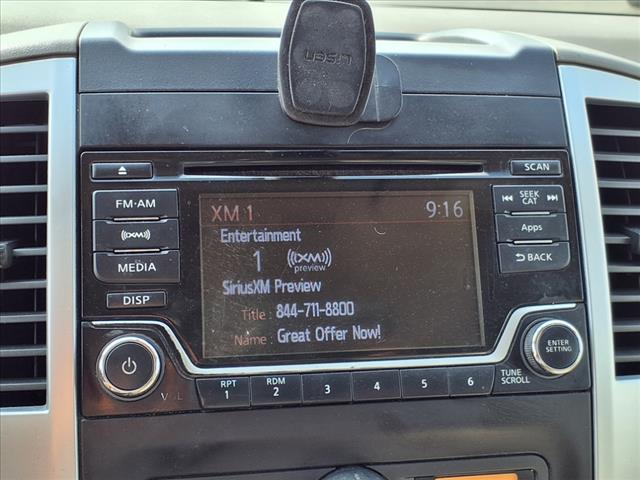 LISEN
SCAN
FM·AM
SEEK
CAT
XM 1
9:16
Entertainment
((XM))
Apps
1
((XM))
preview
MEDIA
BACK
SiriusXM Preview
DISP
Title : 844-711-8800
Name : Great Offer Now!
ENTER
SETTING
VOL
RPT
1
RDM
2
3
4
5
6
TUNE
SCROLL